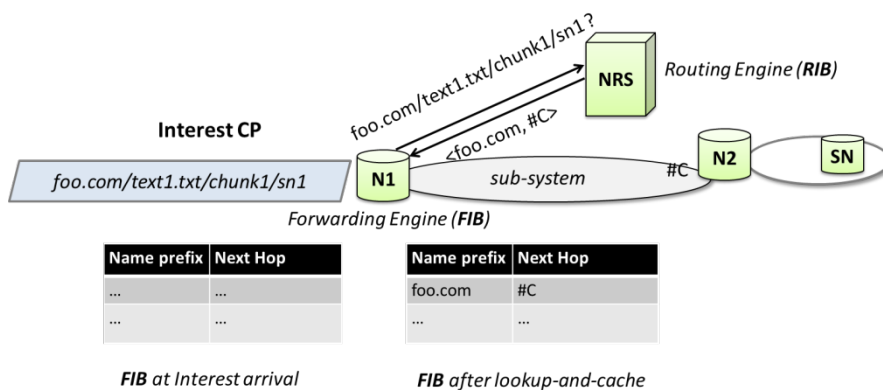 foo.com/text1.txt/chunk1/sn1?
<foo.com, #C>
NRS
Routing Engine (RIB)
Interest CP
foo.com/text1.txt/chunk1/sn1
N1
sub-system
#C
N2
SN
Forwarding Engine (FIB)
Name prefix Next Hop
... ...
... ...
Name prefix Next Hop
foo.com #C
... ...
FIB at Interest arrival
FIB after lookup-and-cache